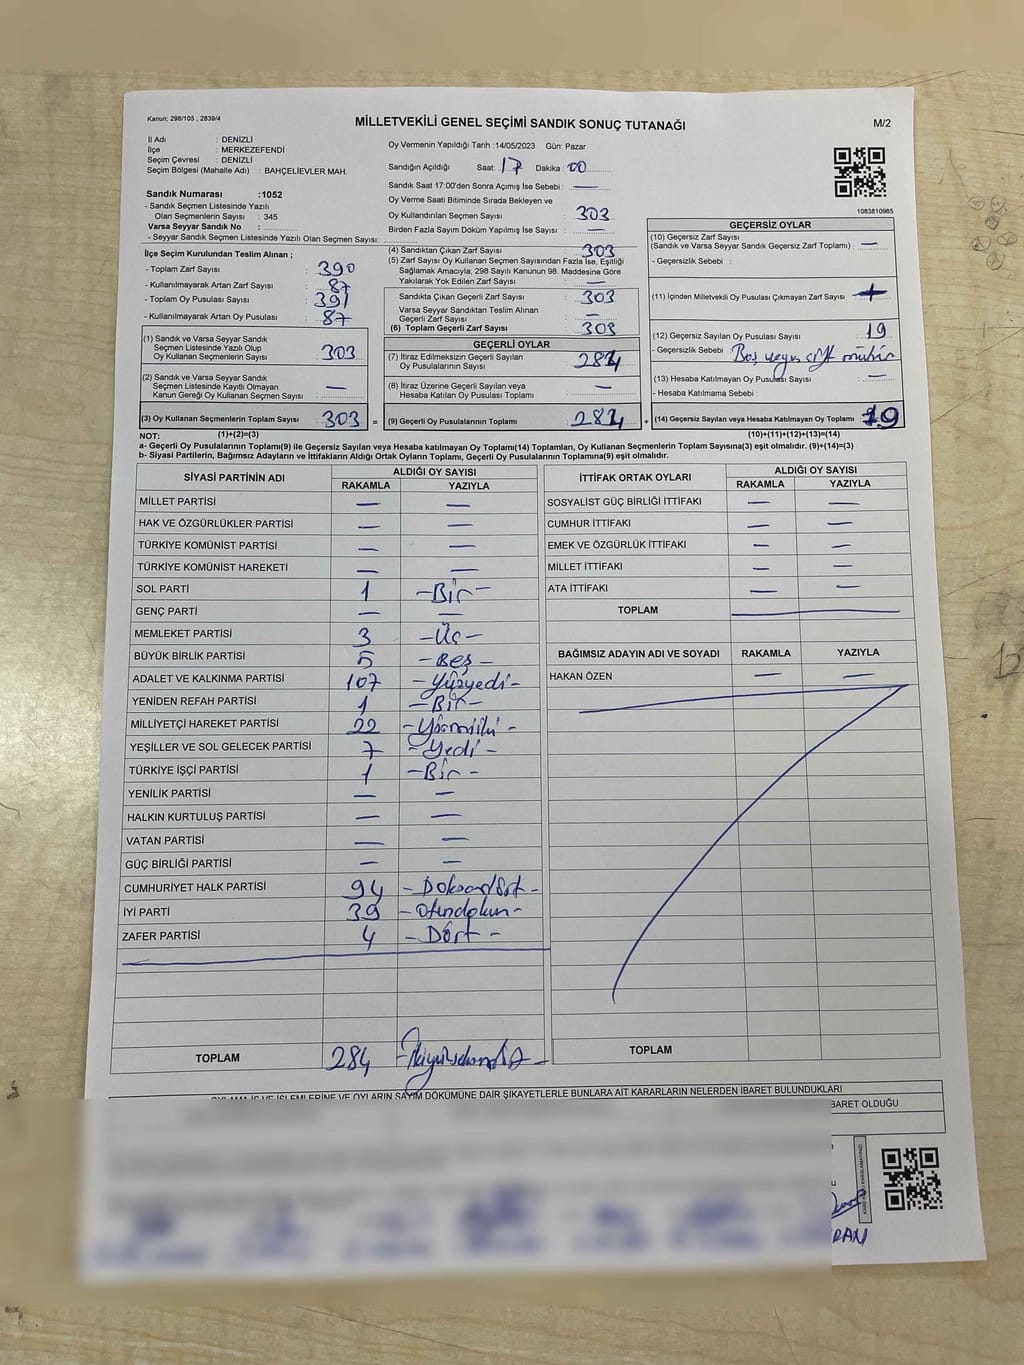 Kanun: 298/105 , 2839/4
MİLLETVEKİLİ GENEL SEÇİMİ SANDIK SONUÇ TUTANAĞI
M/2
İl Adı : DENİZLİ
İlçe : MERKEZEFENDİ
Seçim Çevresi : DENİZLİ
Seçim Bölgesi (Mahalle Adı) : BAHÇELİEVLER MAH.
Sandık Numarası :1052
- Sandık Seçmen Listesinde Yazılı
Olan Seçmenlerin Sayısı : 345
Varsa Seyyar Sandık No :
- Seyyar Sandık Seçmen Listesinde Yazılı Olan Seçmen Sayısı:
İlçe Seçim Kurulundan Teslim Alınan ;
- Toplam Zarf Sayısı : 390
- Kullanılmayarak Artan Zarf Sayısı : 87
- Toplam Oy Pusulası Sayısı : 391
- Kullanılmayarak Artan Oy Pusulası : 87
(1) Sandık ve Varsa Seyyar Sandık
Seçmen Listesinde Yazılı Olup
Oy Kullanan Seçmenlerin Sayısı : 303
(2) Sandık ve Varsa Seyyar Sandık
Seçmen Listesinde Kayıtlı Olmayan
Kanun Gereği Oy Kullanan Seçmen Sayısı : —
(3) Oy Kullanan Seçmenlerin Toplam Sayısı : 303 =
(1)+(2)=(3)
Oy Vermenin Yapıldığı Tarih :14/05/2023 Gün: Pazar
Sandığın Açıldığı Saat: 17 Dakika : 00
Sandık Saat 17:00'den Sonra Açımış İse Sebebi : —
Oy Verme Saati Bitiminde Sırada Bekleyen ve
Oy Kullandırılan Seçmen Sayısı : 303
Birden Fazla Sayım Döküm Yapılmış İse Sayısı : —
(4) Sandıktan Çıkan Zarf Sayısı : 303
(5) Zarf Sayısı Oy Kullanan Seçmen Sayısından Fazla İse, Eşitliği
Sağlamak Amacıyla; 298 Sayılı Kanunun 98. Maddesine Göre
Yakılarak Yok Edilen Zarf Sayısı : —
Sandıkta Çıkan Geçerli Zarf Sayısı : 303
Varsa Seyyar Sandıktan Teslim Alınan
Geçerli Zarf Sayısı : —
(6) Toplam Geçerli Zarf Sayısı : 303
GEÇERLİ OYLAR
(7) İtiraz Edilmeksizin Geçerli Sayılan
Oy Pusulalarının Sayısı : 284
(8) İtiraz Üzerine Geçerli Sayılan veya
Hesaba Katılan Oy Pusulası Toplamı : —
(9) Geçerli Oy Pusulalarının Toplamı : 284 +
1083810965
GEÇERSİZ OYLAR
(10) Geçersiz Zarf Sayısı
(Sandık ve Varsa Seyyar Sandık Geçersiz Zarf Toplamı) : —
- Geçersizlik Sebebi :
(11) İçinden Milletvekili Oy Pusulası Çıkmayan Zarf Sayısı :
(12) Geçersiz Sayılan Oy Pusulası Sayısı : 19
- Geçersizlik Sebebi : Boş veya çift mühür
(13) Hesaba Katılmayan Oy Pusulası Sayısı : —
- Hesaba Katılmama Sebebi :
(14) Geçersiz Sayılan veya Hesaba Katılmayan Oy Toplamı : 19
(10)+(11)+(12)+(13)=(14)
NOT:
a- Geçerli Oy Pusulalarının Toplamı(9) ile Geçersiz Sayılan veya Hesaba katılmayan Oy Toplamı(14) Toplamları, Oy Kullanan Seçmenlerin Toplam Sayısına(3) eşit olmalıdır. (9)+(14)=(3)
b- Siyasi Partilerin, Bağımsız Adayların ve İttifakların Aldığı Ortak Oyların Toplamı, Geçerli Oy Pusulalarının Toplamına(9) eşit olmalıdır.
SİYASİ PARTİNİN ADI ALDIĞI OY SAYISI
RAKAMLA YAZIYLA
MİLLET PARTİSİ — —
HAK VE ÖZGÜRLÜKLER PARTİSİ — —
TÜRKİYE KOMÜNİST PARTİSİ — —
TÜRKİYE KOMÜNİST HAREKETİ — —
SOL PARTİ 1 -Bir-
GENÇ PARTİ — —
MEMLEKET PARTİSİ 3 -Üç-
BÜYÜK BİRLİK PARTİSİ 5 -Beş-
ADALET VE KALKINMA PARTİSİ 107 -Yüzyedi-
YENİDEN REFAH PARTİSİ 1 -Bir-
MİLLİYETÇİ HAREKET PARTİSİ 22 -Yirmiiki-
YEŞİLLER VE SOL GELECEK PARTİSİ 7 -Yedi-
TÜRKİYE İŞÇİ PARTİSİ 1 -Bir-
YENİLİK PARTİSİ — —
HALKIN KURTULUŞ PARTİSİ — —
VATAN PARTİSİ — —
GÜÇ BİRLİĞİ PARTİSİ — —
CUMHURİYET HALK PARTİSİ 94 -Doksandört-
İYİ PARTİ 39 -Otuzdokuz-
ZAFER PARTİSİ 4 -Dört-
TOPLAM 284 -İkiyüzseksendört-
İTTİFAK ORTAK OYLARI ALDIĞI OY SAYISI
RAKAMLA YAZIYLA
SOSYALİST GÜÇ BİRLİĞİ İTTİFAKI — —
CUMHUR İTTİFAKI — —
EMEK VE ÖZGÜRLÜK İTTİFAKI — —
MİLLET İTTİFAKI — —
ATA İTTİFAKI — —
TOPLAM
BAĞIMSIZ ADAYIN ADI VE SOYADI RAKAMLA YAZIYLA
HAKAN ÖZEN — —
TOPLAM
OYLAMA İŞ VE İŞLEMLERİNE VE OYLARIN SAYIM DÖKÜMÜNE DAİR ŞİKAYETLERLE BUNLARA AİT KARARLARIN NELERDEN İBARET BULUNDUKLARI
BARET OLDUĞU